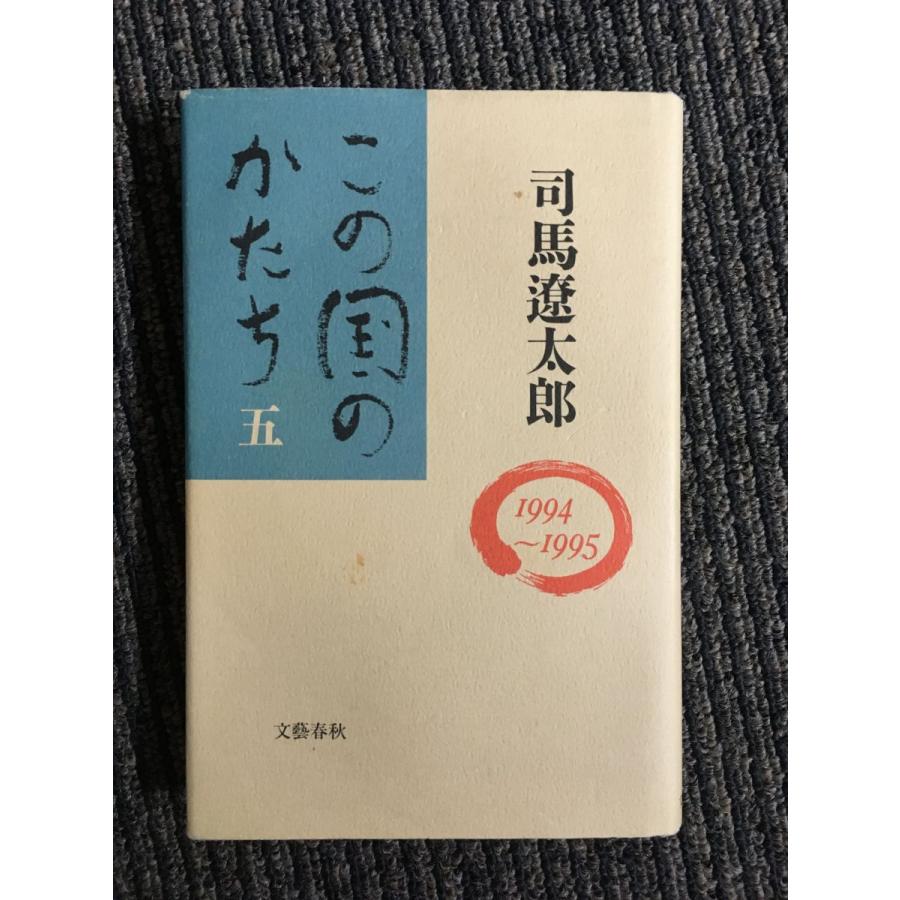 この国の
かたち
五
司馬遼太郎
1994
〜1995
文藝春秋